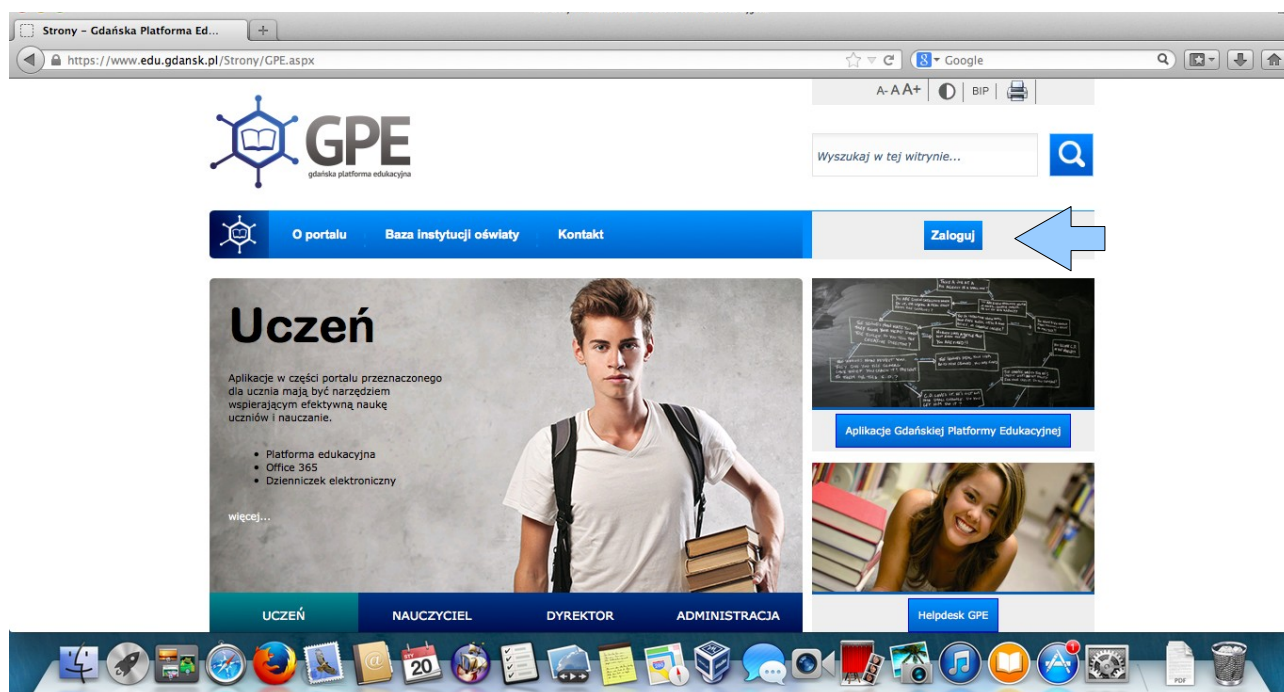 Strony – Gdańska Platforma Ed...
https://www.edu.gdansk.pl/Strony/GPE.aspx
Google
A- A A+ | BIP |
GPE
gdańska platforma edukacyjna
Wyszukaj w tej witrynie...
O portalu
Baza instytucji oświaty
Kontakt
Zaloguj
Uczeń
Aplikacje w części portalu przeznaczonego
dla ucznia mają być narzędziem
wspierającym efektywną naukę
uczniów i nauczanie.
• Platforma edukacyjna
• Office 365
• Dzienniczek elektroniczny
więcej...
Aplikacje Gdańskiej Platformy Edukacyjnej
UCZEŃ
NAUCZYCIEL
DYREKTOR
ADMINISTRACJA
Helpdesk GPE
20
1
PDF